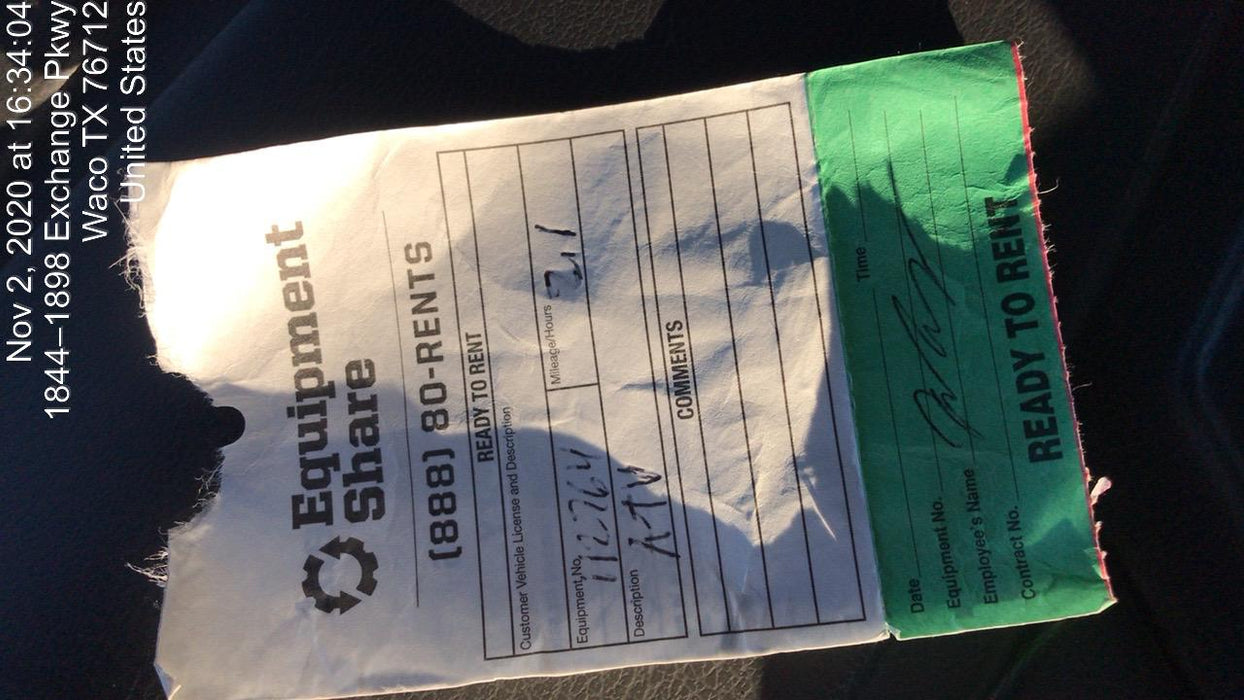 Nov 2, 2020 at 16:34:04
1844–1898 Exchange Pkwy
Waco TX 76712
United States
Equipment
Share
(888) 80-RENTS
READY TO RENT
Customer Vehicle License and Description
Equipment No. Mileage/Hours
Description ATV
COMMENTS
Date Time
Equipment No.
Employee's Name
Contract No.
READY TO RENT